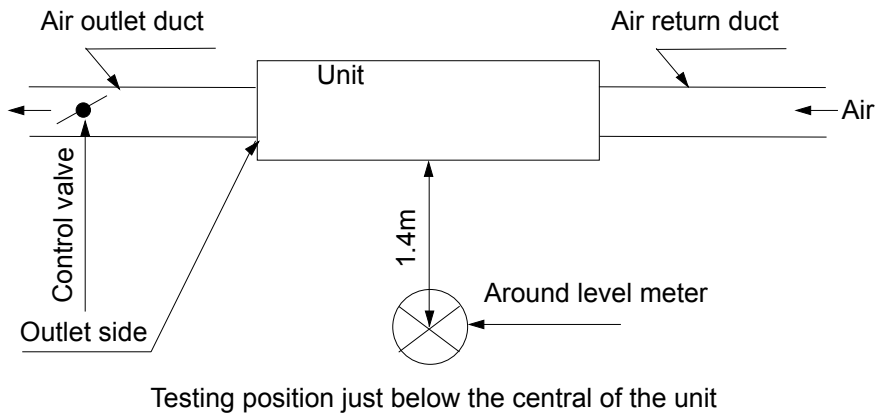 Air outlet duct
Air return duct
Unit
Air
Control valve
1.4m
Around level meter
Outlet side
Testing position just below the central of the unit